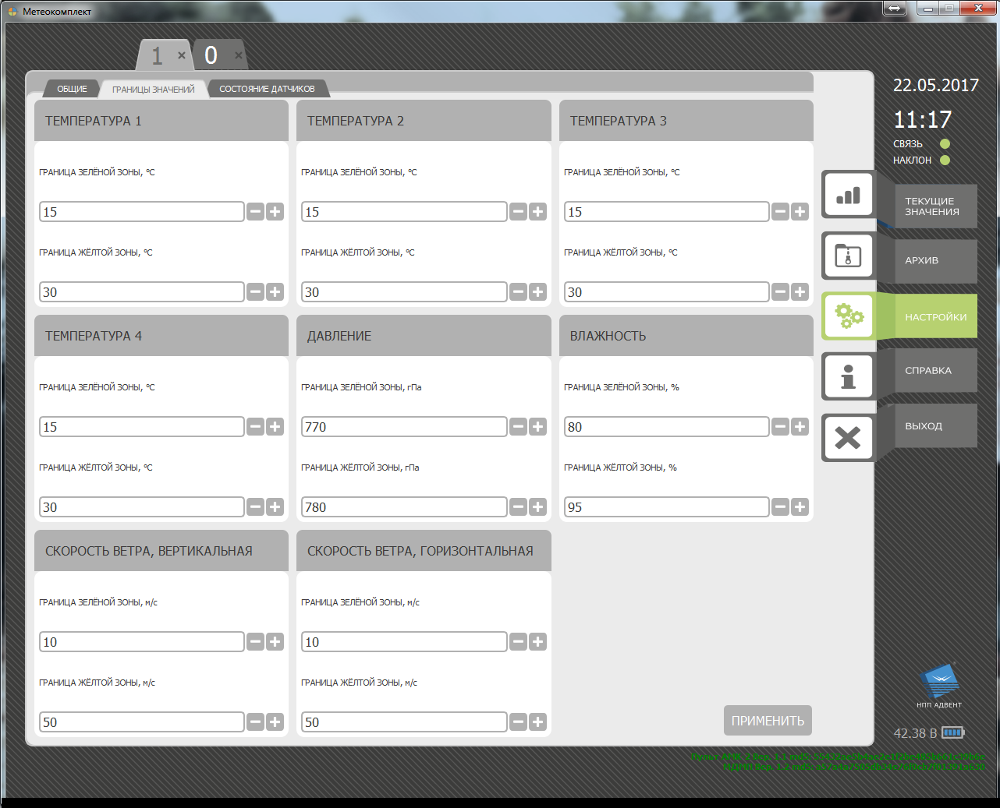 Метеокомплект
1
0
ОБЩИЕ
ГРАНИЦЫ ЗНАЧЕНИЙ
СОСТОЯНИЕ ДАТЧИКОВ
ТЕМПЕРАТУРА 1
ГРАНИЦА ЗЕЛЁНОЙ ЗОНЫ, °C
15
ГРАНИЦА ЖЁЛТОЙ ЗОНЫ, °C
30
ТЕМПЕРАТУРА 2
ГРАНИЦА ЗЕЛЁНОЙ ЗОНЫ, °C
15
ГРАНИЦА ЖЁЛТОЙ ЗОНЫ, °C
30
ТЕМПЕРАТУРА 3
ГРАНИЦА ЗЕЛЁНОЙ ЗОНЫ, °C
15
ГРАНИЦА ЖЁЛТОЙ ЗОНЫ, °C
30
ТЕМПЕРАТУРА 4
ГРАНИЦА ЗЕЛЁНОЙ ЗОНЫ, °C
15
ГРАНИЦА ЖЁЛТОЙ ЗОНЫ, °C
30
ДАВЛЕНИЕ
ГРАНИЦА ЗЕЛЁНОЙ ЗОНЫ, гПа
770
ГРАНИЦА ЖЁЛТОЙ ЗОНЫ, гПа
780
ВЛАЖНОСТЬ
ГРАНИЦА ЗЕЛЁНОЙ ЗОНЫ, %
80
ГРАНИЦА ЖЁЛТОЙ ЗОНЫ, %
95
СКОРОСТЬ ВЕТРА, ВЕРТИКАЛЬНАЯ
ГРАНИЦА ЗЕЛЁНОЙ ЗОНЫ, м/с
10
ГРАНИЦА ЖЁЛТОЙ ЗОНЫ, м/с
50
СКОРОСТЬ ВЕТРА, ГОРИЗОНТАЛЬНАЯ
ГРАНИЦА ЗЕЛЁНОЙ ЗОНЫ, м/с
10
ГРАНИЦА ЖЁЛТОЙ ЗОНЫ, м/с
50
ПРИМЕНИТЬ
22.05.2017
11:17
СВЯЗЬ
НАКЛОН
ТЕКУЩИЕ
ЗНАЧЕНИЯ
АРХИВ
НАСТРОЙКИ
СПРАВКА
ВЫХОД
НПП АДВЕНТ
42.38 В